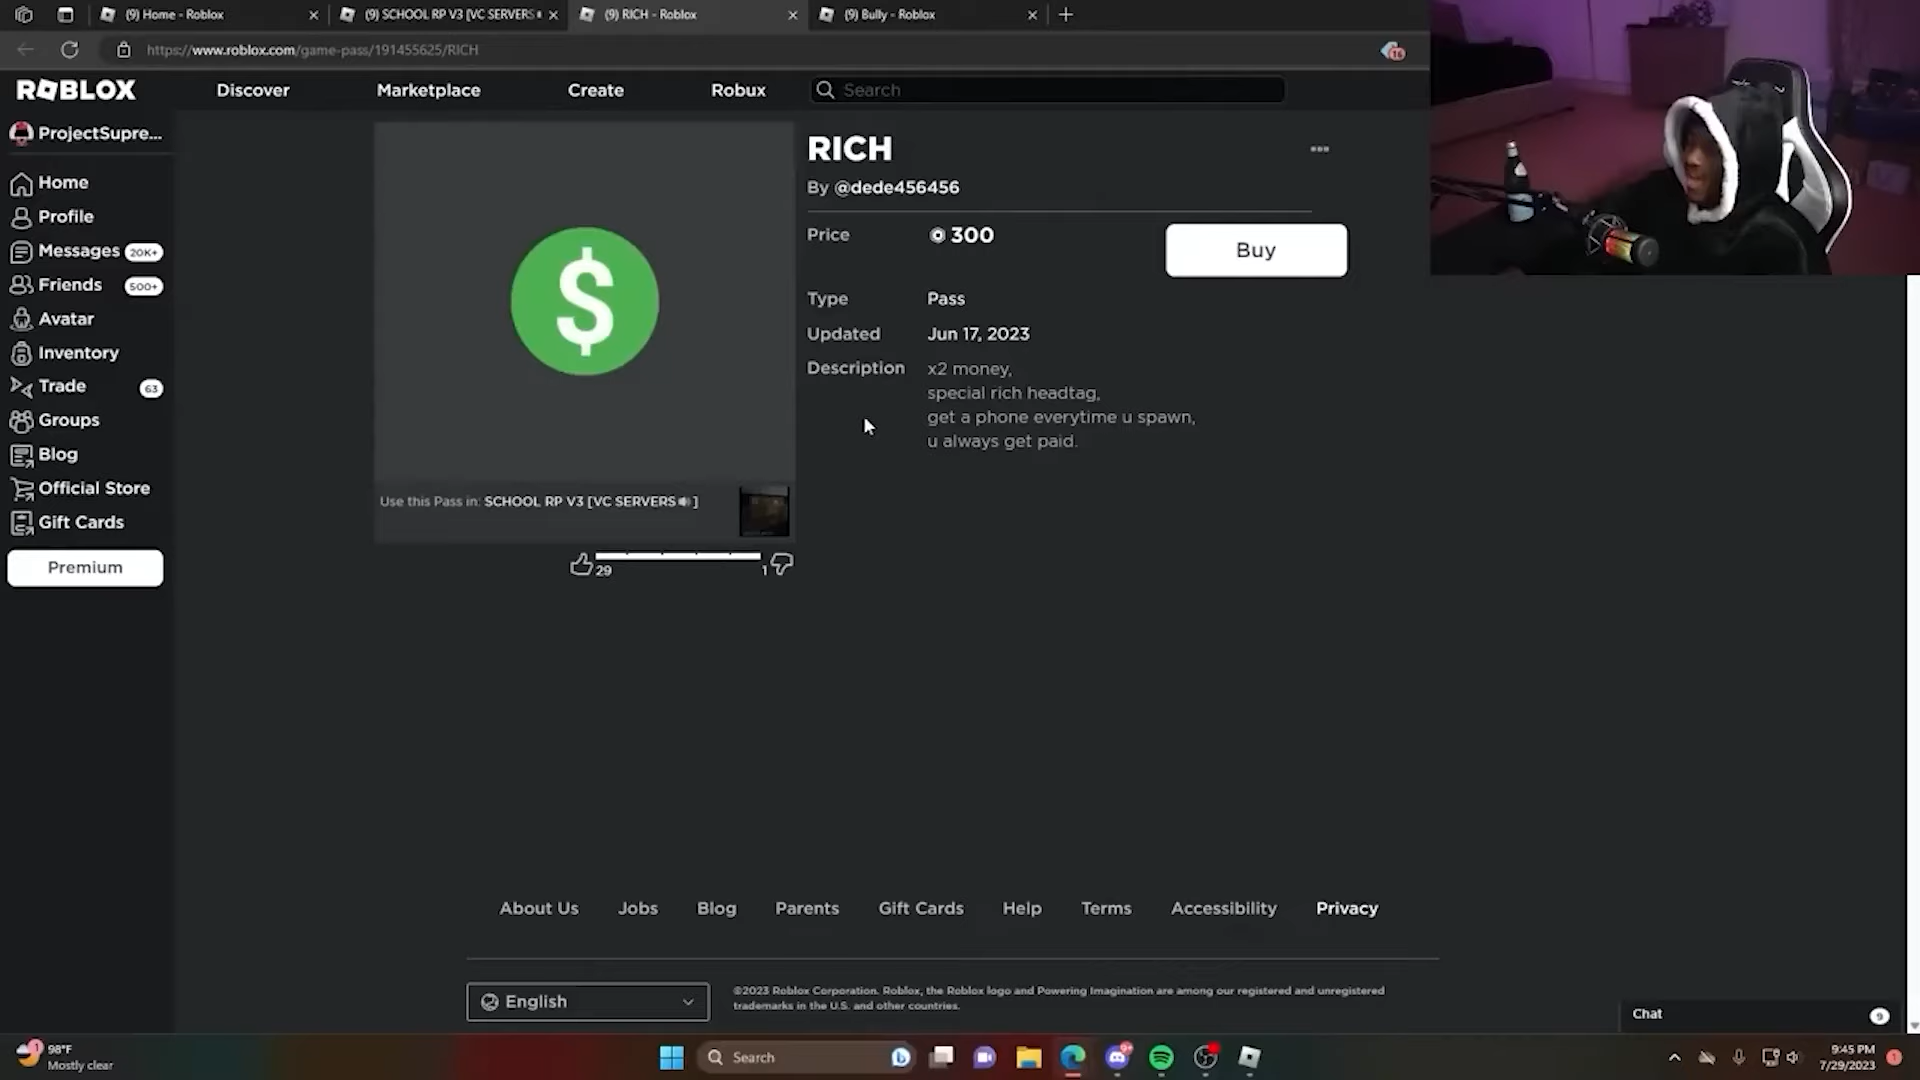 (9) Home - Roblox
(9) SCHOOL RP V3 [VC SERVERS
(9) RICH - Roblox
(9) Bully - Roblox
https://www.roblox.com/game-pass/191455625/RICH
16
ROBLOX
Discover
Marketplace
Create
Robux
Search
ProjectSupre...
Home
Profile
Messages 20K+
Friends 500+
Avatar
Inventory
Trade 63
Groups
Blog
Official Store
Gift Cards
Premium
$
Use this Pass in: SCHOOL RP V3 [VC SERVERS🔊]
29
1
RICH
By @dede456456
Price 300
Buy
Type Pass
Updated Jun 17, 2023
Description x2 money,
special rich headtag,
get a phone everytime u spawn,
u always get paid.
About Us Jobs Blog Parents Gift Cards Help Terms Accessibility Privacy
English
©2023 Roblox Corporation. Roblox, the Roblox logo and Powering Imagination are among our registered and unregistered
trademarks in the U.S. and other countries.
Chat 9
1
98°F
Mostly clear
Search
9+
9:45 PM
7/29/2023
1